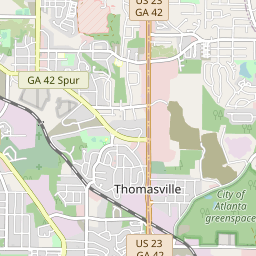 US 23
GA 42
GA 42 Spur
Thomasville
City of
Atlanta
greenspace
US 23
GA 42